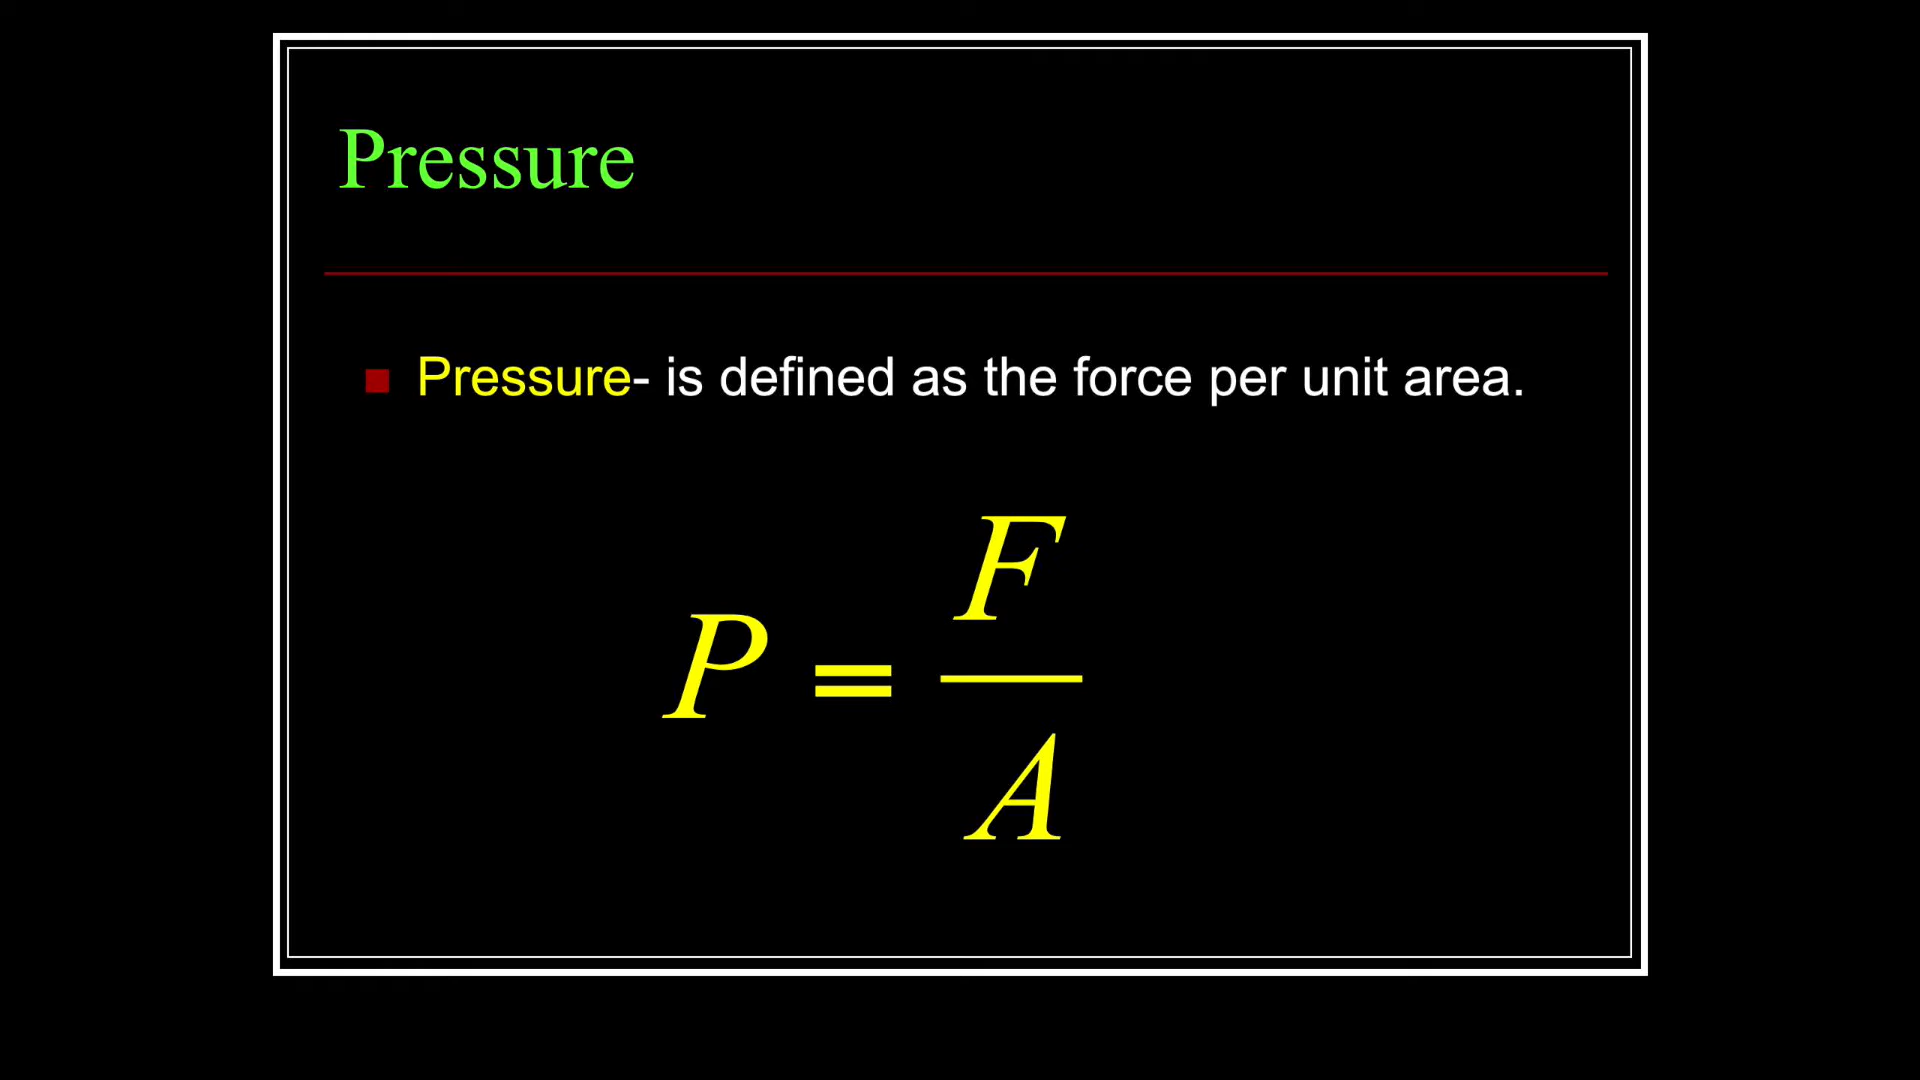 Pressure
Pressure- is defined as the force per unit area.
P = F/A